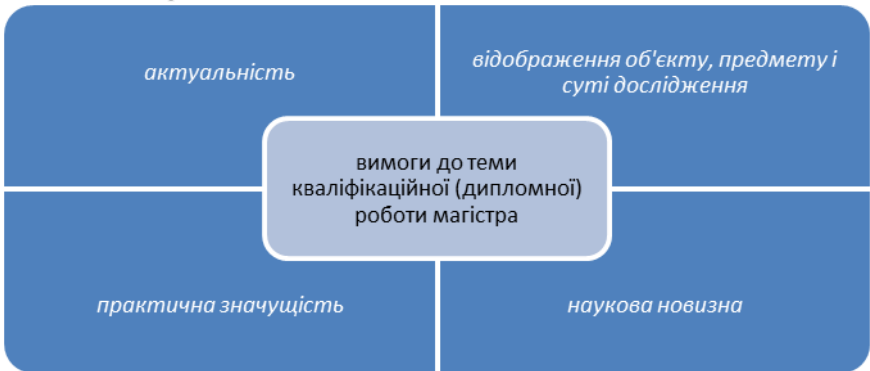 актуальність
відображення об'єкту, предмету і
суті дослідження
вимоги до теми
кваліфікаційної (дипломної)
роботи магістра
практична значущість
наукова новизна